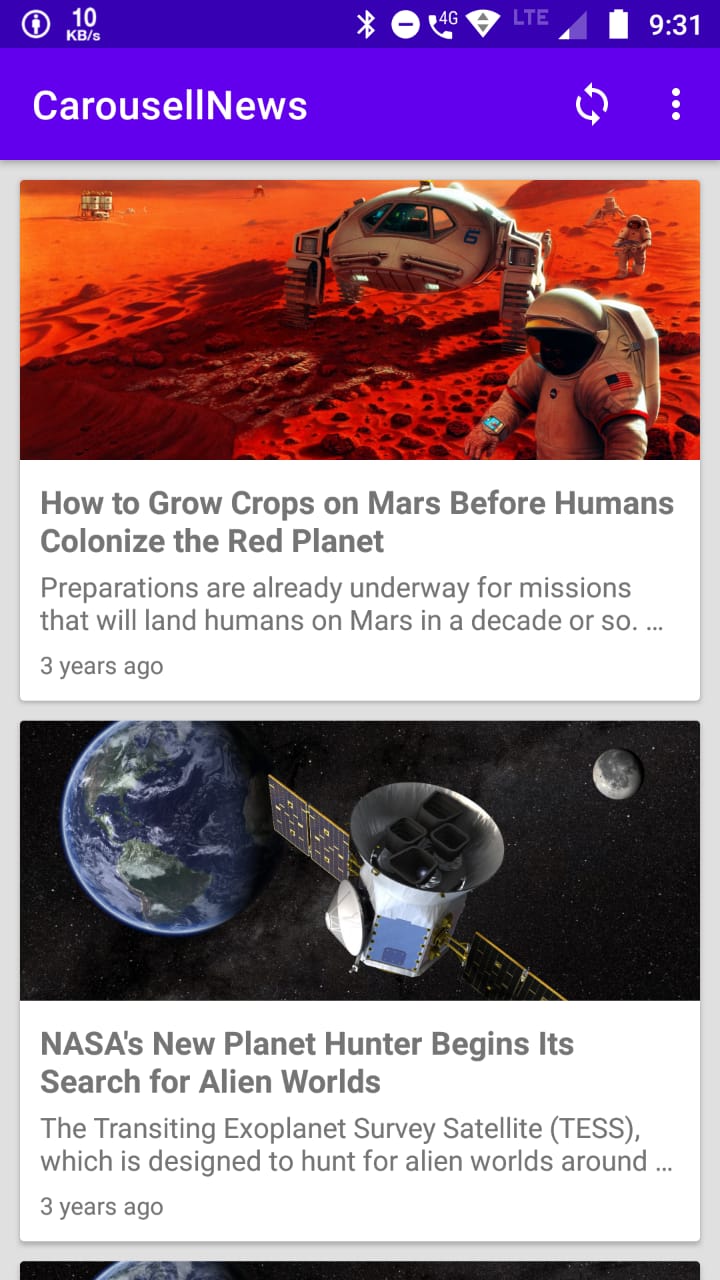 10
KB/s
4G
LTE
9:31
CarousellNews
6
How to Grow Crops on Mars Before Humans
Colonize the Red Planet
Preparations are already underway for missions
that will land humans on Mars in a decade or so. …
3 years ago
NASA's New Planet Hunter Begins Its
Search for Alien Worlds
The Transiting Exoplanet Survey Satellite (TESS),
which is designed to hunt for alien worlds around …
3 years ago